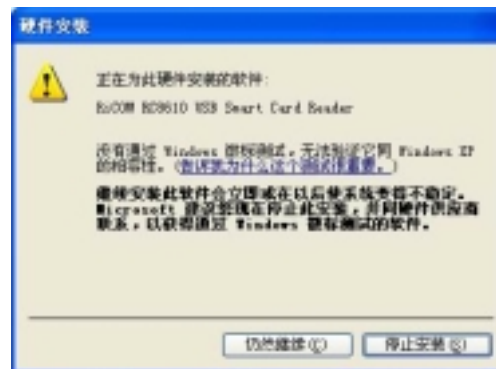 硬件安装
正在为此硬件安装的软件:
USB Smart Card Reader
没有通过 Windows 徽标测试，无法验证它同 Windows XP
的相容性。(告诉我为什么这个测试很重要。)
继续安装此软件会立即或在以后使系统变得不稳定。
Microsoft 建议您现在停止此安装，并同硬件供应商
联系，以获得通过 Windows 徽标测试的软件。
仍然继续(C)
停止安装(S)